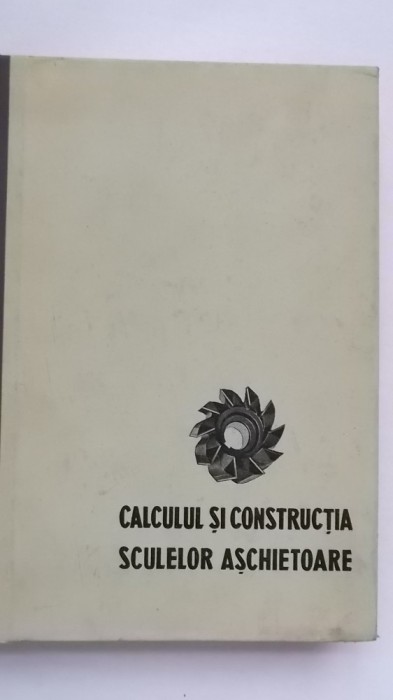 CALCULUL ȘI CONSTRUCȚIA
SCULELOR AȘCHIETOARE